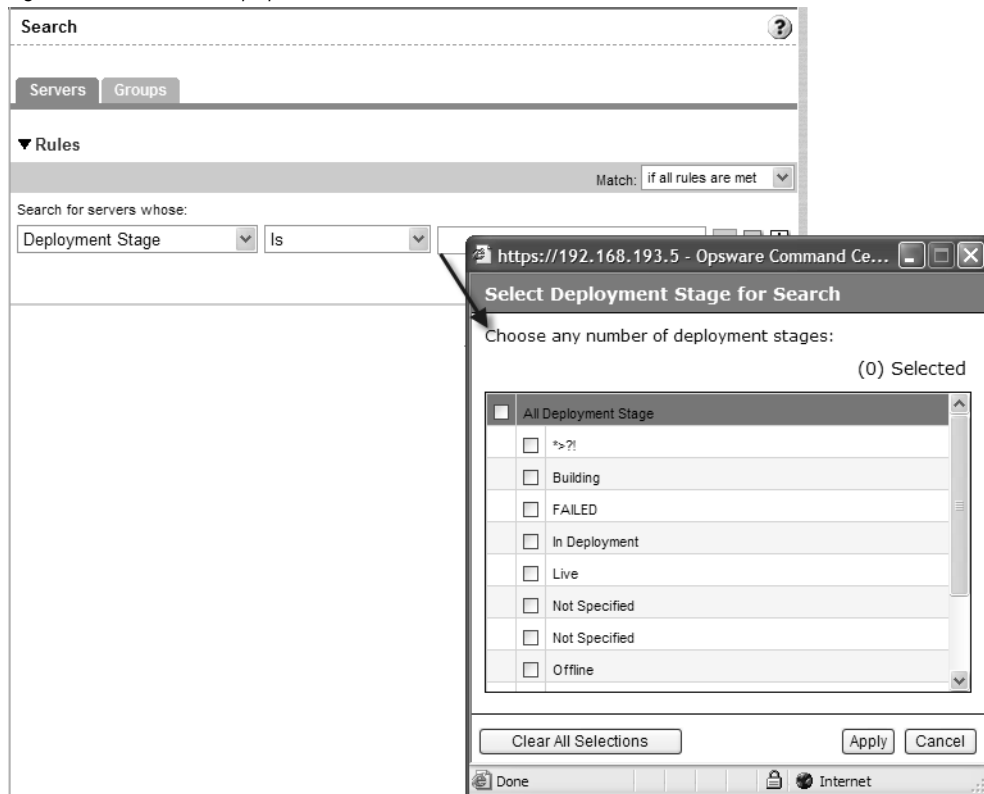 Search
?
Servers Groups
Rules
Match: if all rules are met
Search for servers whose:
Deployment Stage Is
https://192.168.193.5 - Opsware Command Ce...
Select Deployment Stage for Search
Choose any number of deployment stages:
(0) Selected
All Deployment Stage
*>?!
Building
FAILED
In Deployment
Live
Not Specified
Not Specified
Offline
Clear All Selections Apply Cancel
Done Internet